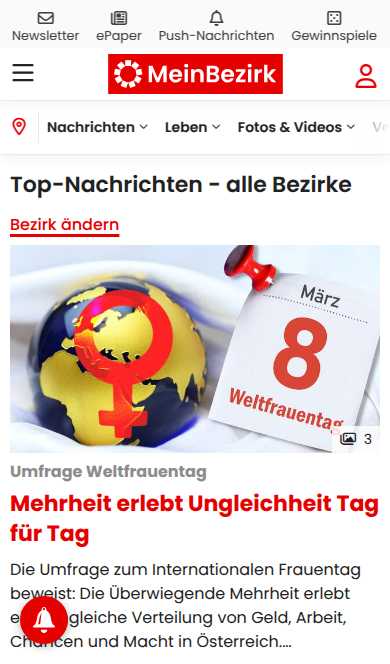 Newsletter ePaper Push-Nachrichten Gewinnspiele
MeinBezirk
Nachrichten Leben Fotos & Videos
Top-Nachrichten - alle Bezirke
Bezirk ändern
März
8
Weltfrauentag
3
Umfrage Weltfrauentag
Mehrheit erlebt Ungleichheit Tag
für Tag
Die Umfrage zum Internationalen Frauentag
beweist: Die Überwiegende Mehrheit erlebt
gleiche Verteilung von Geld, Arbeit,
Chancen und Macht in Österreich....